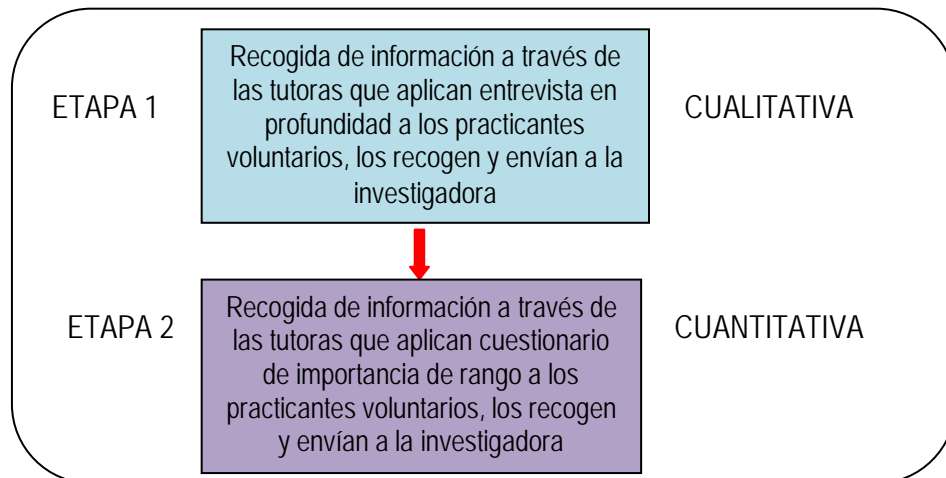 ETAPA 1
Recogida de información a través de
las tutoras que aplican entrevista en
profundidad a los practicantes
voluntarios, los recogen y envían a la
investigadora
CUALITATIVA
ETAPA 2
Recogida de información a través de
las tutoras que aplican cuestionario
de importancia de rango a los
practicantes voluntarios, los recogen
y envían a la investigadora
CUANTITATIVA